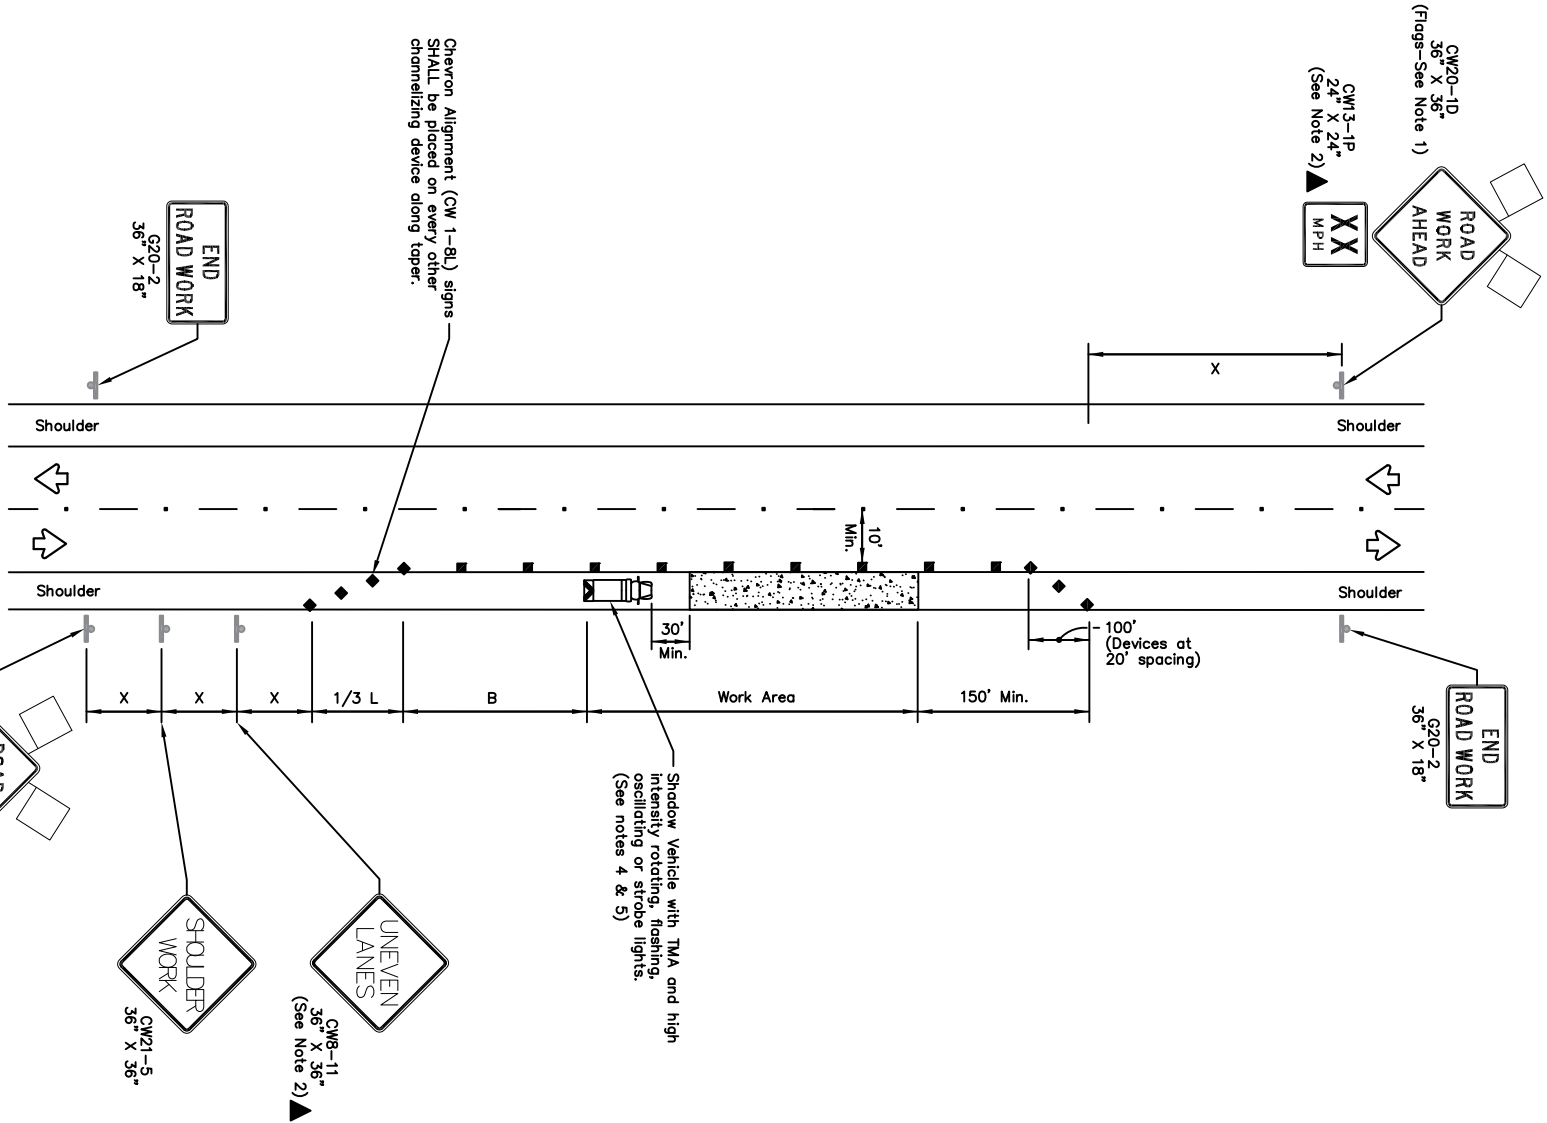 CW20-1D
36" X 36"
(Flags-See Note 1)
ROAD
WORK
AHEAD
CW13-1P
24" X 24"
(See Note 2)
XX
MPH
Chevron Alignment (CW 1-8L) signs
SHALL be placed on every other
channelizing device along taper.
END
ROAD WORK
G20-2
36" X 18"
X
Shoulder
Shoulder
10'
Min.
Shoulder
Shoulder
30'
Min.
100'
(Devices at
20' spacing)
X
X
X
1/3 L
B
Work Area
150' Min.
END
ROAD WORK
G20-2
36" X 18"
Shadow Vehicle with TMA and high
intensity rotating, flashing,
oscillating or strobe lights.
(See notes 4 & 5)
UNEVEN
LANES
CW8-11
36" X 36"
(See Note 2)
SHOULDER
WORK
CW21-5
36" X 36"